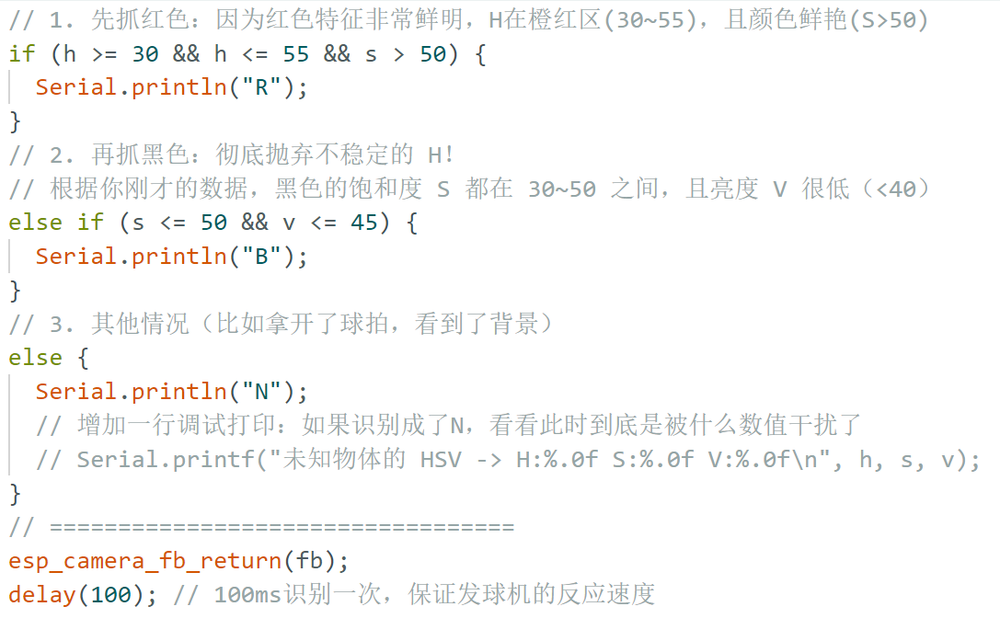 // 1. 先抓红色：因为红色特征非常鲜明，H在橙红区(30~55)，且颜色鲜艳(S>50)
if (h >= 30 && h <= 55 && s > 50) {
  Serial.println("R");
}
// 2. 再抓黑色：彻底抛弃不稳定的 H！
// 根据你刚才的数据，黑色的饱和度 S 都在 30~50 之间，且亮度 V 很低（<40）
else if (s <= 50 && v <= 45) {
  Serial.println("B");
}
// 3. 其他情况（比如拿开了球拍，看到了背景）
else {
  Serial.println("N");
  // 增加一行调试打印：如果识别成了N，看看此时到底是被什么数值干扰了
  // Serial.printf("未知物体的 HSV -> H:%.0f S:%.0f V:%.0f\n", h, s, v);
}
// ==================================
esp_camera_fb_return(fb);
delay(100); // 100ms识别一次，保证发球机的反应速度